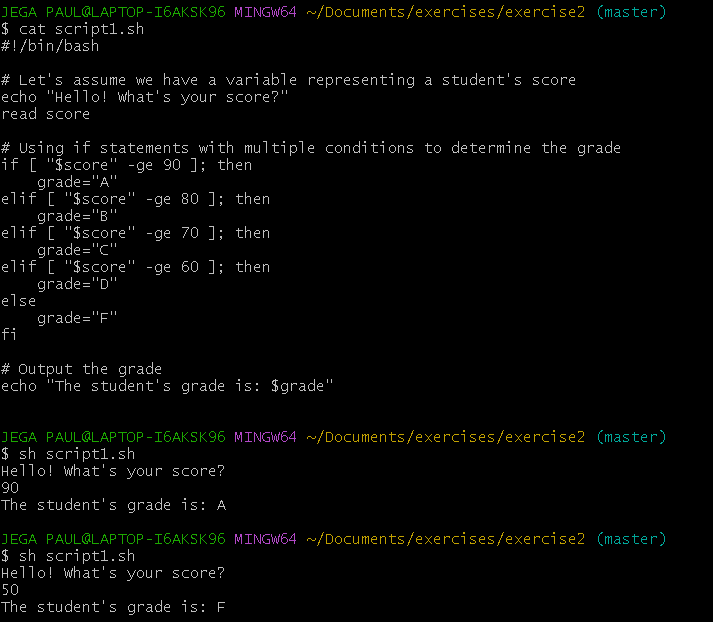 JEGA PAUL@LAPTOP-I6AKSK96 MINGW64 ~/Documents/exercises/exercise2 (master)
$ cat script1.sh
#!/bin/bash

# Let's assume we have a variable representing a student's score
echo "Hello! What's your score?"
read score

# Using if statements with multiple conditions to determine the grade
if [ "$score" -ge 90 ]; then
    grade="A"
elif [ "$score" -ge 80 ]; then
    grade="B"
elif [ "$score" -ge 70 ]; then
    grade="C"
elif [ "$score" -ge 60 ]; then
    grade="D"
else
    grade="F"
fi

# Output the grade
echo "The student's grade is: $grade"

JEGA PAUL@LAPTOP-I6AKSK96 MINGW64 ~/Documents/exercises/exercise2 (master)
$ sh script1.sh
Hello! What's your score?
90
The student's grade is: A

JEGA PAUL@LAPTOP-I6AKSK96 MINGW64 ~/Documents/exercises/exercise2 (master)
$ sh script1.sh
Hello! What's your score?
50
The student's grade is: F